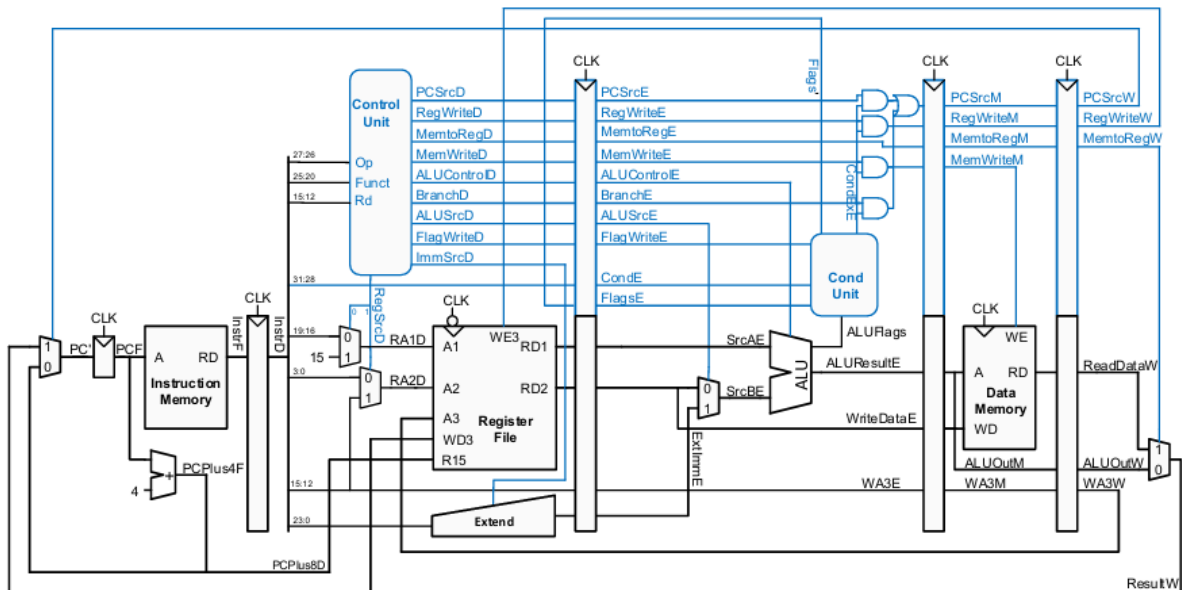 CLK
CLK
CLK
Flags'
Control
Unit
PCSrcD
PCSrcE
PCSrcM
PCSrcW
RegWriteD
RegWriteE
RegWriteM
RegWriteW
MemtoRegD
MemtoRegE
MemtoRegM
MemtoRegW
27:26
Op
MemWriteD
MemWriteE
MemWriteM
25:20
Funct
ALUControlD
ALUControlE
15:12
Rd
BranchD
BranchE
CondExE
ALUSrcD
ALUSrcE
FlagWriteD
FlagWriteE
ImmSrcD
Cond
Unit
31:28
CondE
FlagsE
RegSrcD
0 1
CLK
CLK
CLK
CLK
InstrF
InstrD
19:16
0
15
1
RA1D
A1
WE3
RD1
SrcAE
ALUFlags
WE
1
0
PC'
PCF
A
RD
Instruction
Memory
3:0
0
1
RA2D
A2
RD2
0
1
SrcBE
ALU
ALUResultE
A
RD
Data
Memory
ReadDataW
A3
Register
File
WD3
R15
WriteDataE
WD
ExtImmE
1
0
PCPlus4F
4
+
ALUOutM
ALUOutW
15:12
WA3E
WA3M
WA3W
23:0
Extend
PCPlus8D
ResultW